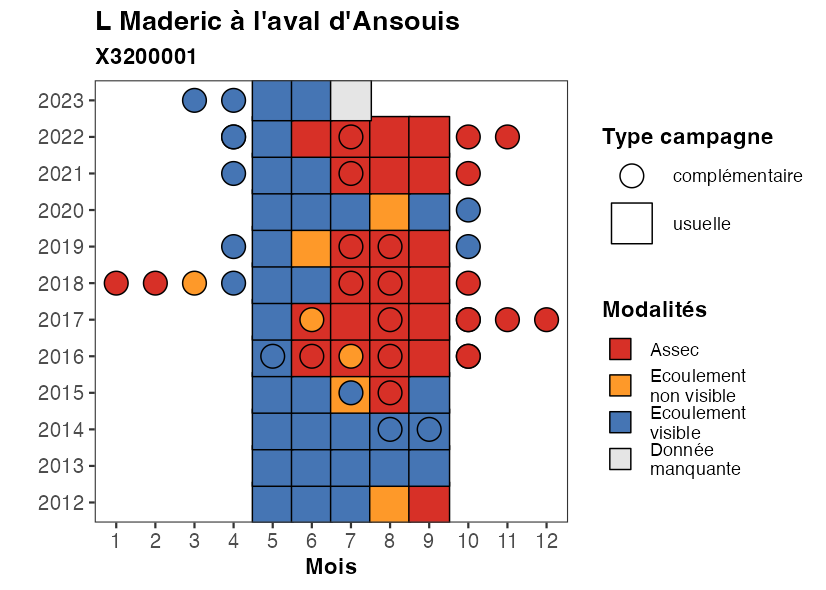 L Maderic à l'aval d'Ansouis
X3200001
2023
2022
2021
2020
2019
2018
2017
2016
2015
2014
2013
2012
1 2 3 4 5 6 7 8 9 10 11 12
Mois
Type campagne
complémentaire
usuelle
Modalités
Assec
Ecoulement
non visible
Ecoulement
visible
Donnée
manquante